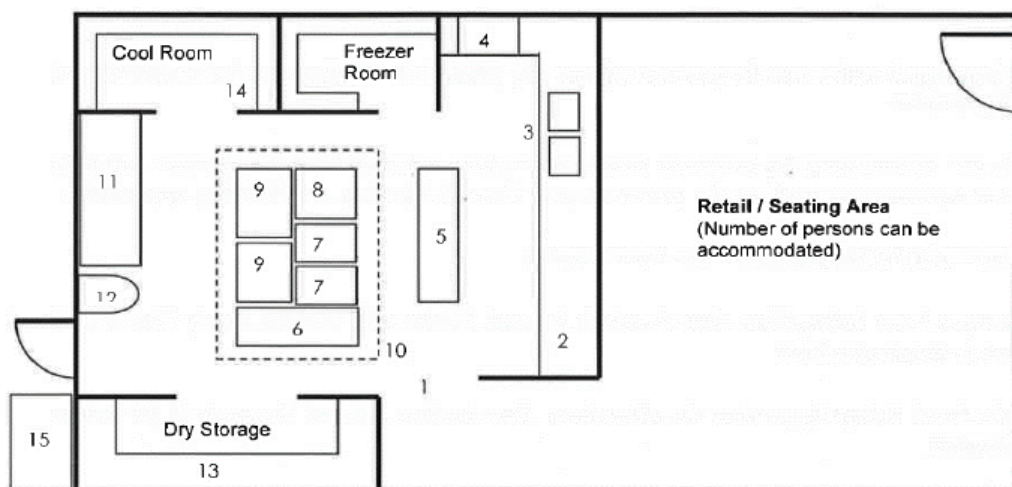 Cool Room
Freezer
Room
4
14
3
11
9
8
7
5
Retail / Seating Area
(Number of persons can be
accommodated)
9
7
12
6
10
2
1
15
Dry Storage
13